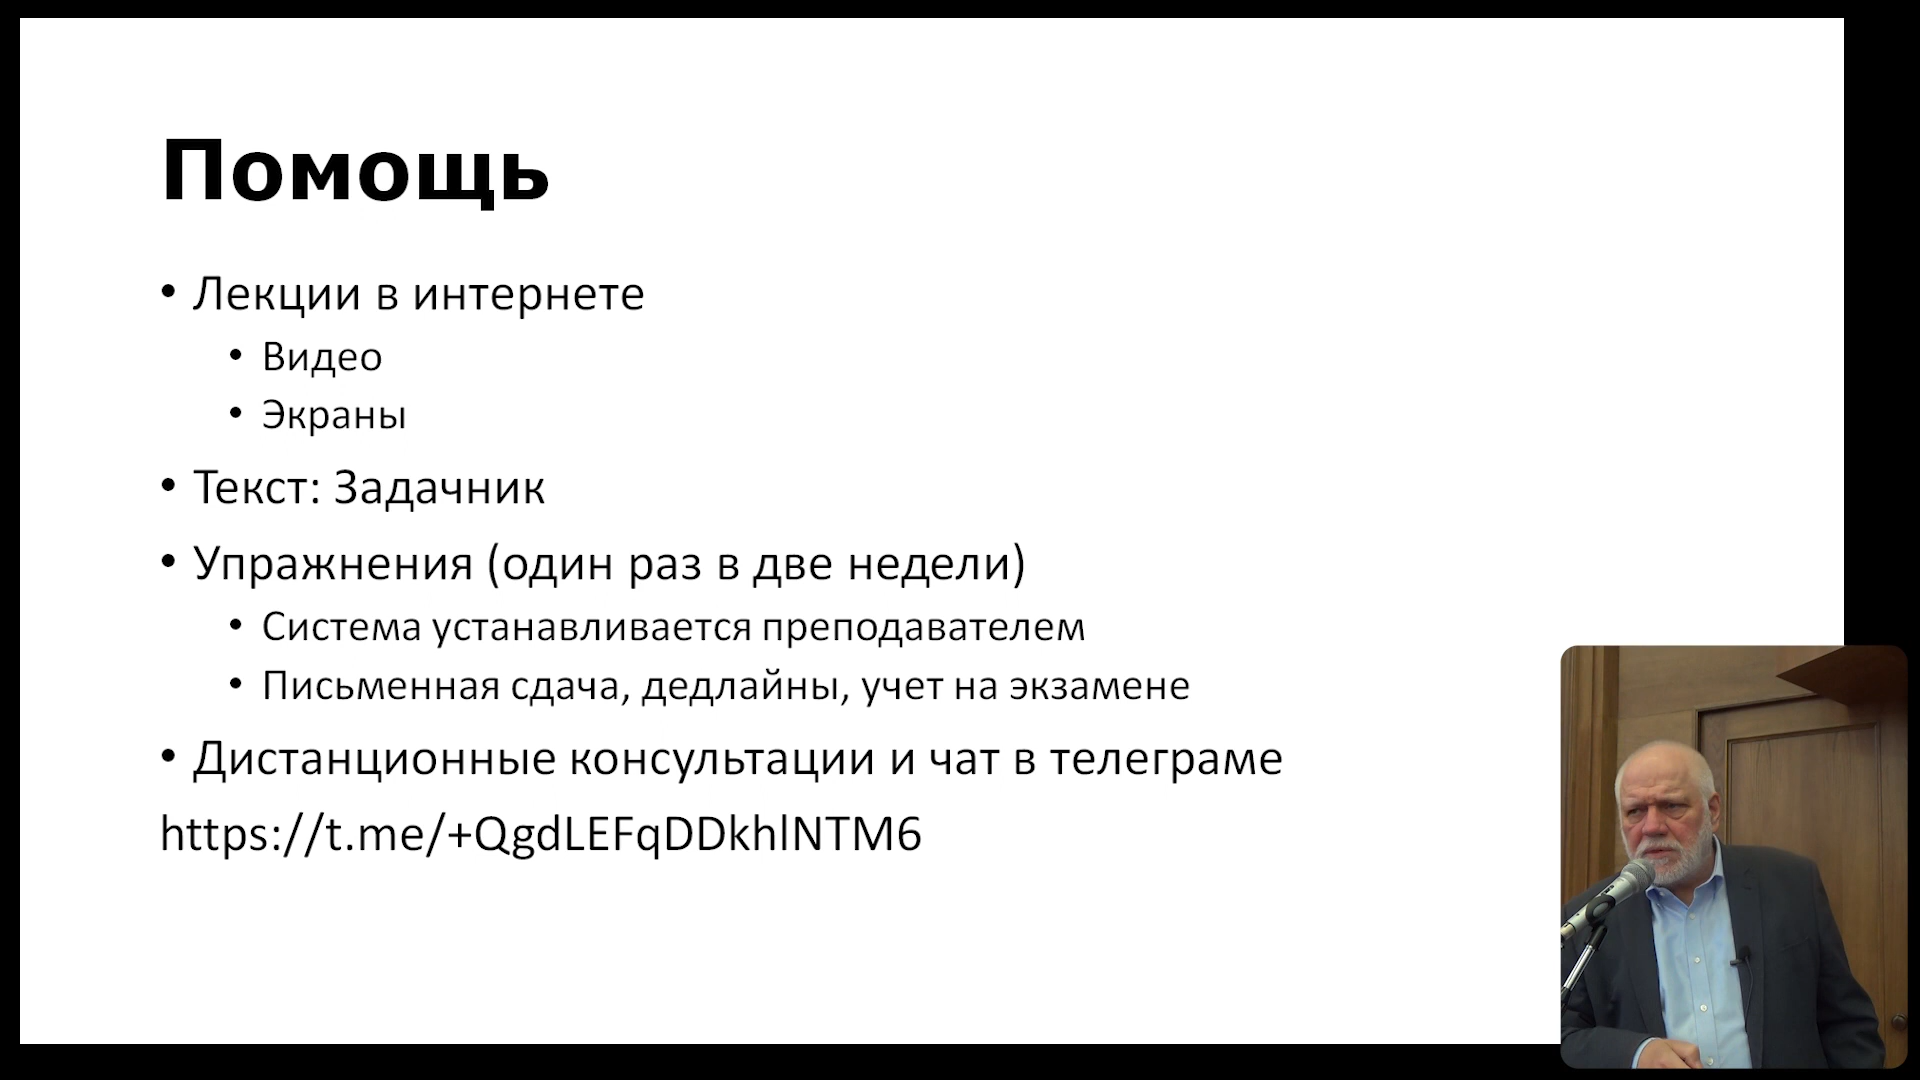 Помощь
• Лекции в интернете
• Видео
• Экраны
• Текст: Задачник
• Упражнения (один раз в две недели)
• Система устанавливается преподавателем
• Письменная сдача, дедлайны, учет на экзамене
• Дистанционные консультации и чат в телеграме
https://t.me/+QgdLEFqDDkhlNTM6